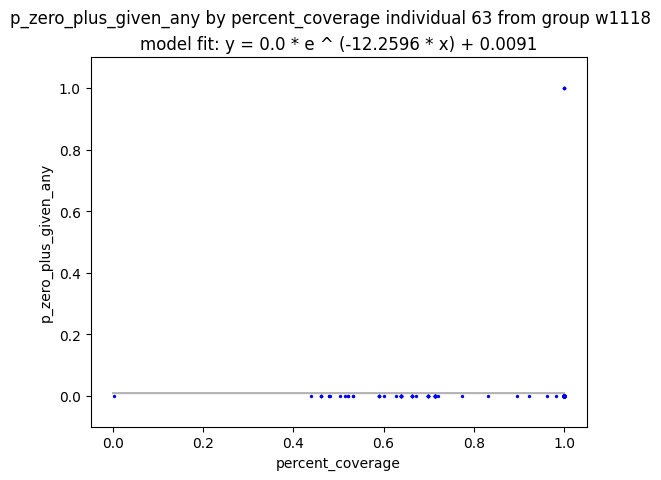 p_zero_plus_given_any by percent_coverage individual 63 from group w1118
model fit: y = 0.0 * e ^ (-12.2596 * x) + 0.0091
1.0
0.8
0.6
0.4
0.2
0.0
p_zero_plus_given_any
0.0 0.2 0.4 0.6 0.8 1.0
percent_coverage